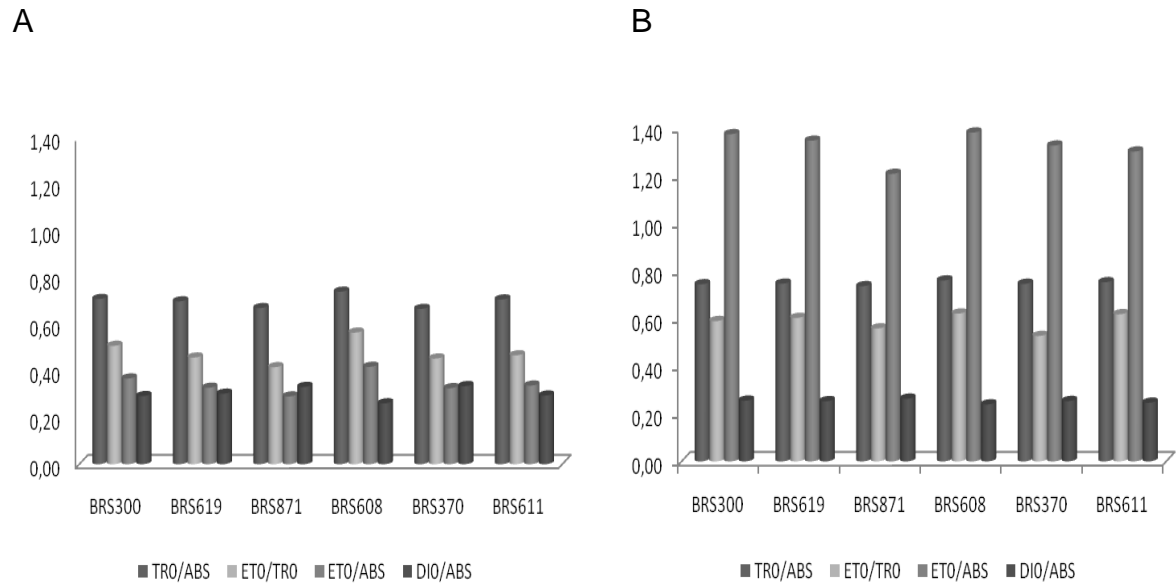 A
1,40
1,20
1,00
0,80
0,60
0,40
0,20
0,00
BRS300 BRS619 BRS871 BRS608 BRS370 BRS611
TR0/ABS ET0/TR0 ET0/ABS DI0/ABS
B
1,40
1,20
1,00
0,80
0,60
0,40
0,20
0,00
BRS300 BRS619 BRS871 BRS608 BRS370 BRS611
TR0/ABS ET0/TR0 ET0/ABS DI0/ABS